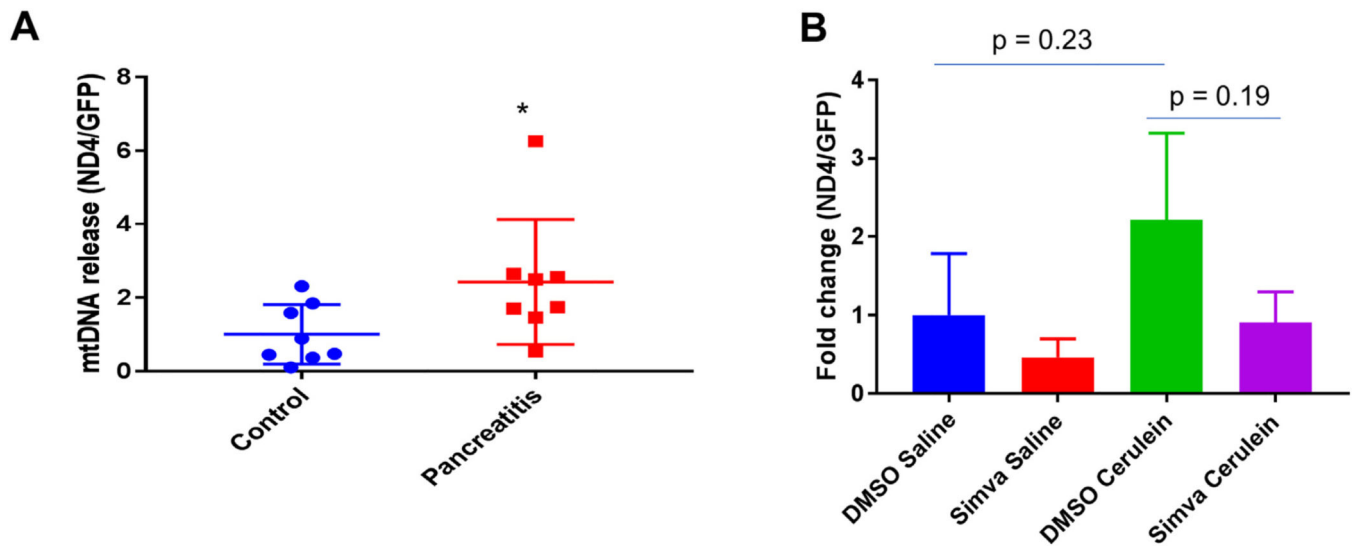 A
mtDNA release (ND4/GFP)
8
6
4
2
0
*
Control
Pancreatitis
B
Fold change (ND4/GFP)
4
3
2
1
0
p = 0.23
p = 0.19
DMSO Saline
Simva Saline
DMSO Cerulein
Simva Cerulein